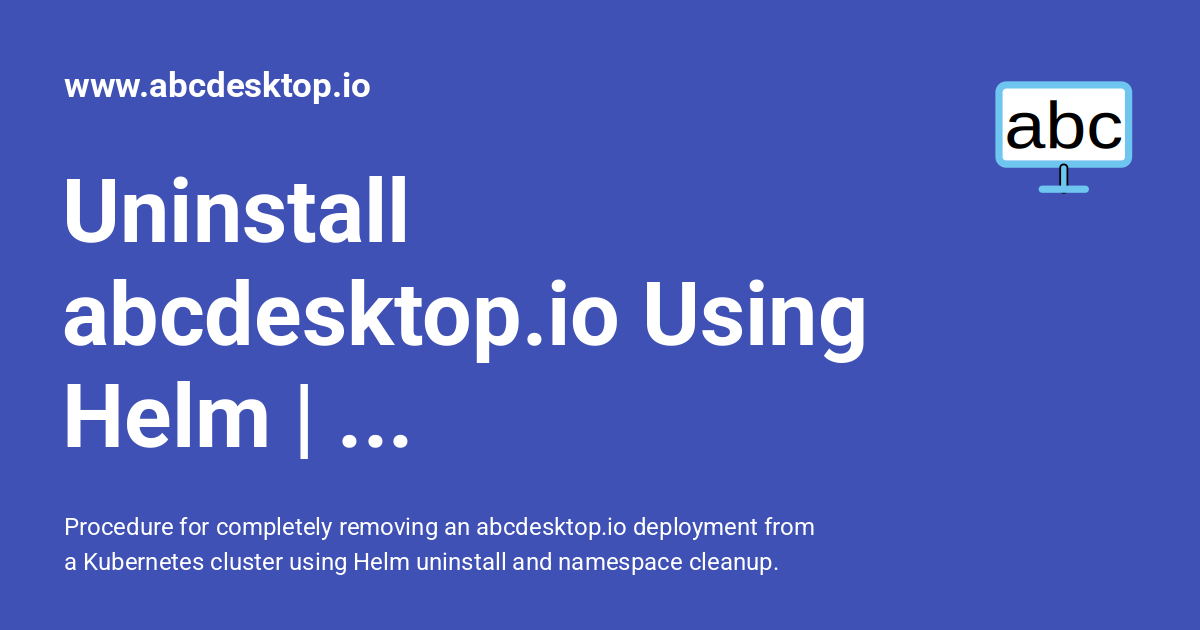 www.abcdesktop.io
abc
Uninstall
abcdesktop.io Using
Helm | ...
Procedure for completely removing an abcdesktop.io deployment from
a Kubernetes cluster using Helm uninstall and namespace cleanup.